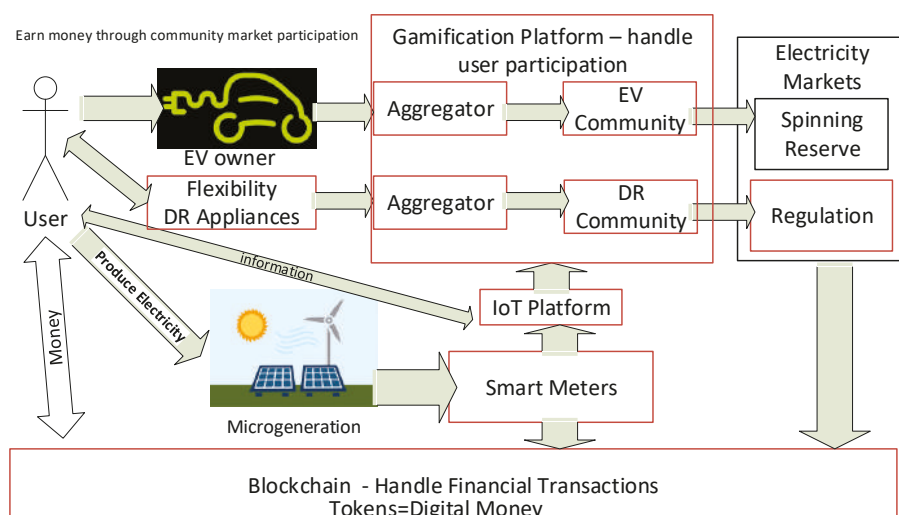 Earn money through community market participation
Gamification Platform – handle
user participation
Electricity
Markets
Aggregator
EV
Community
Spinning
Reserve
EV owner
Flexibility
DR Appliances
Aggregator
DR
Community
Regulation
User
information
Produce Electricity
Money
IoT Platform
Smart Meters
Microgeneration
Blockchain - Handle Financial Transactions
Tokens=Digital Money